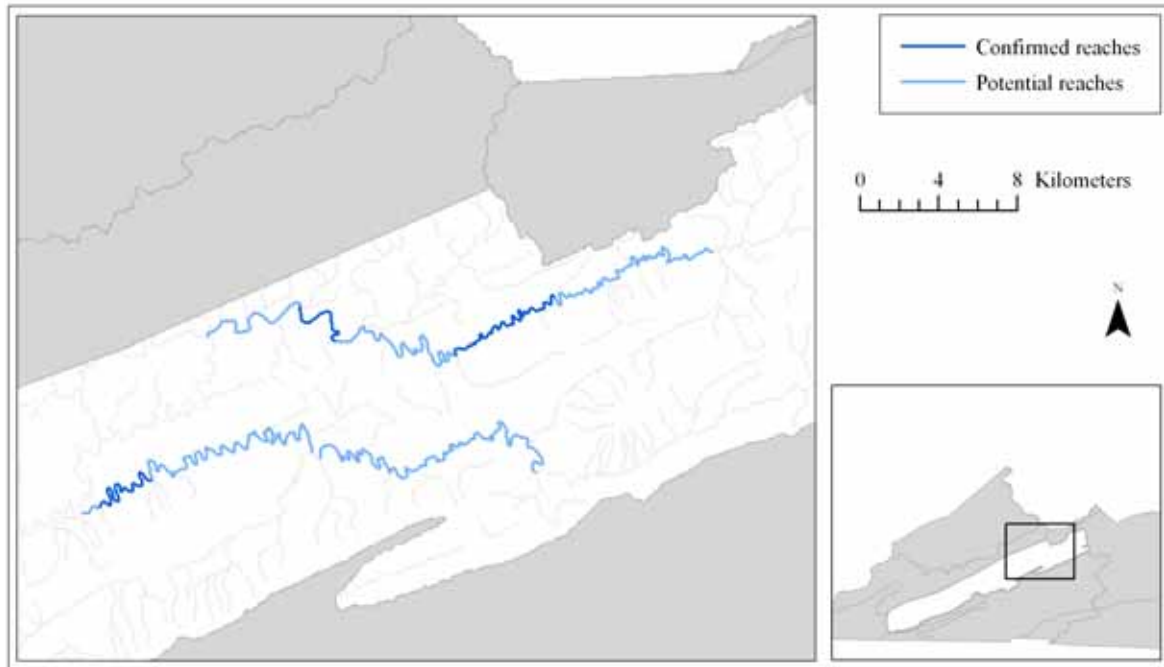 Confirmed reaches
Potential reaches
0 4 8 Kilometers
N